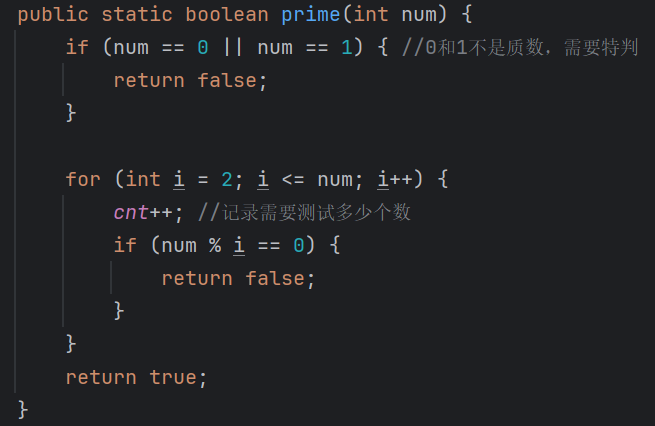 public static boolean prime(int num) {
    if (num == 0 || num == 1) { //0和1不是质数，需要特判
        return false;
    }

    for (int i = 2; i <= num; i++) {
        cnt++; //记录需要测试多少个数
        if (num % i == 0) {
            return false;
        }
    }
    return true;
}